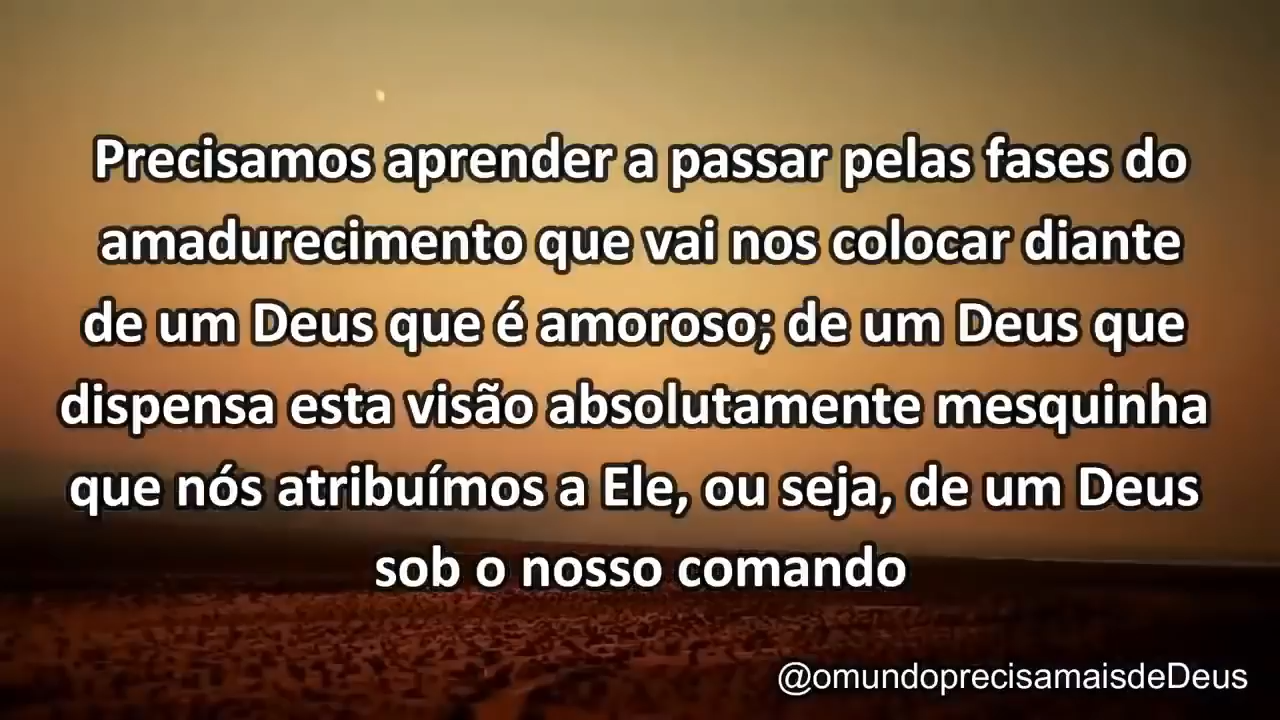 Precisamos aprender a passar pelas fases do
amadurecimento que vai nos colocar diante
de um Deus que é amoroso; de um Deus que
dispensa esta visão absolutamente mesquinha
que nós atribuímos a Ele, ou seja, de um Deus
sob o nosso comando
@omundoprecisamaisdeDeus